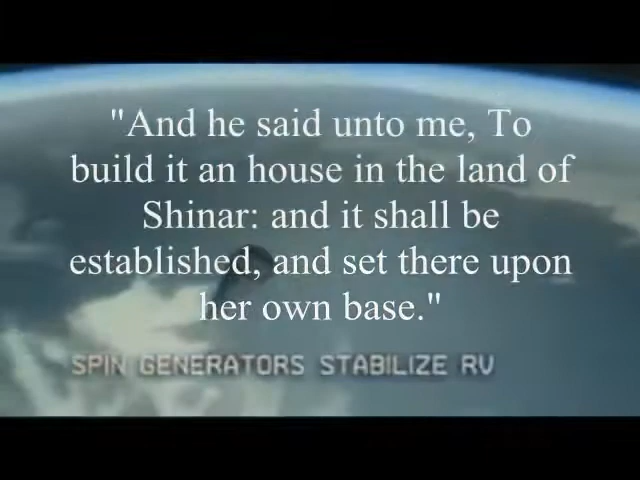 "And he said unto me, To
build it an house in the land of
Shinar: and it shall be
established, and set there upon
her own base."
SPIN GENERATORS STABILIZE RV